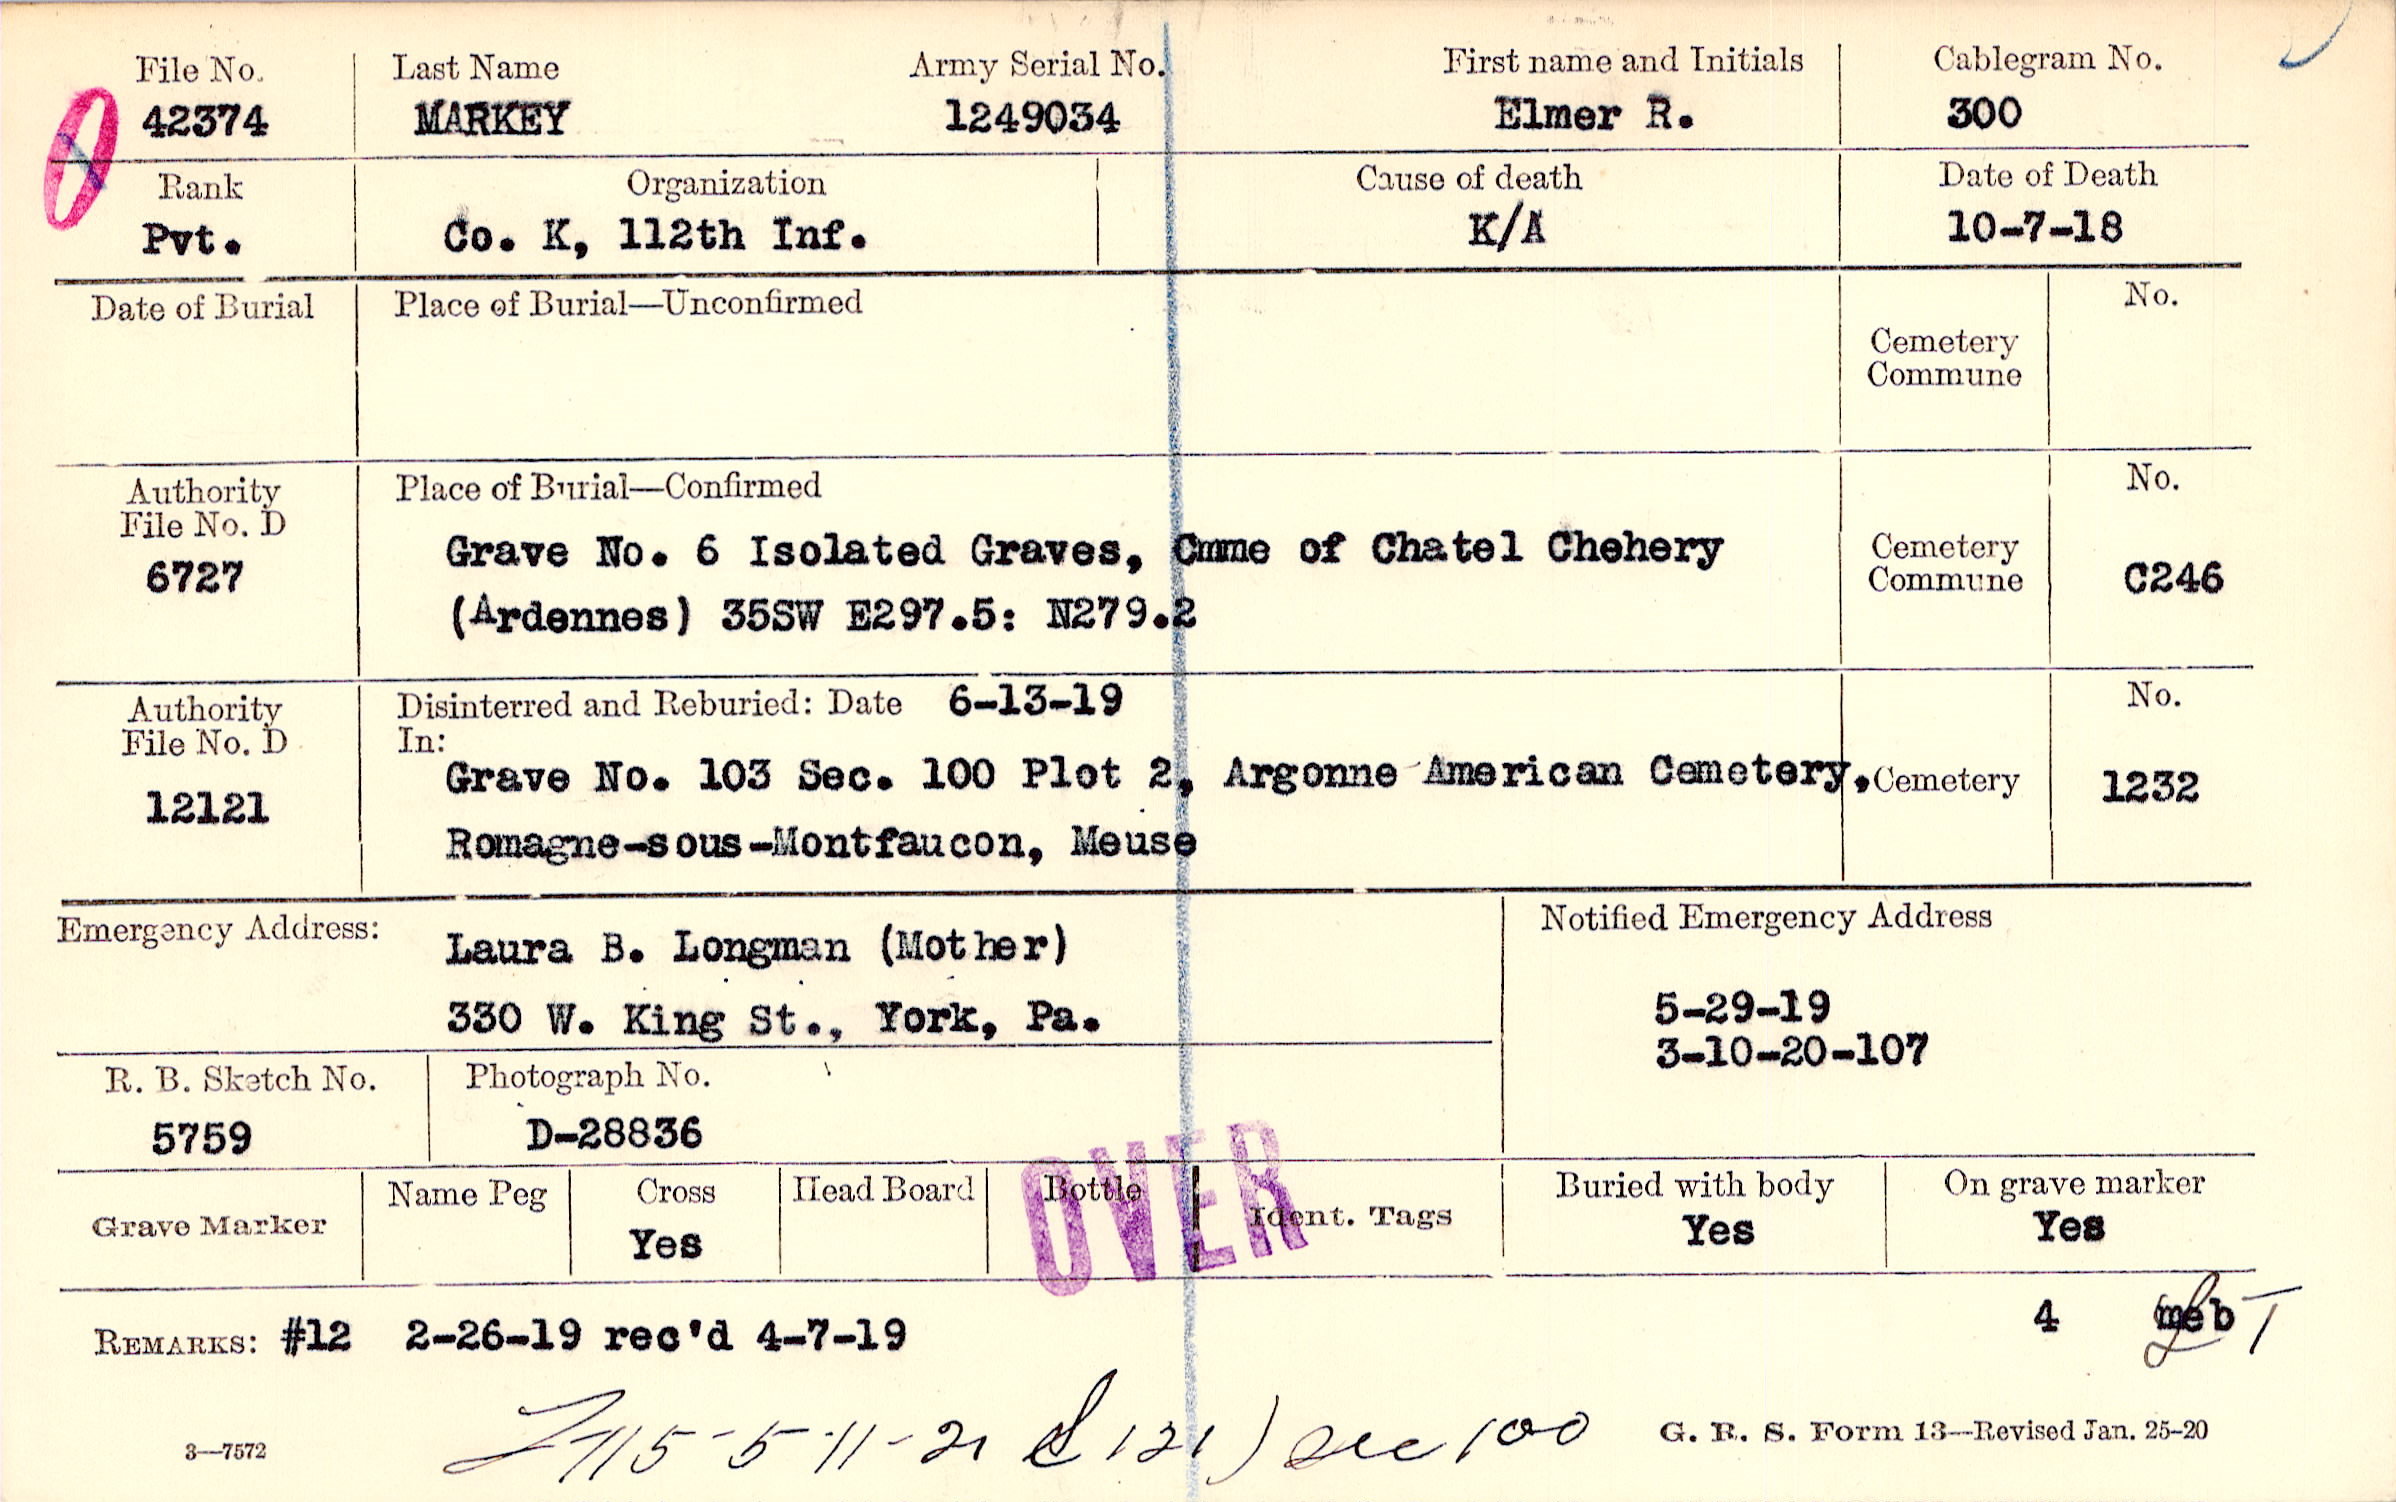 File No. Last Name Army Serial No. First name and Initials Cablegram No.
42374 MARKEY 1249034 Elmer R. 300
Rank Organization Cause of death Date of Death
Pvt. Co. K, 112th Inf. K/A 10-7-18
Date of Burial Place of Burial—Unconfirmed No.
Cemetery
Commune
Authority Place of Burial—Confirmed No.
File No. D
6727 Grave No. 6 Isolated Graves, Cmme of Chatel Chehery Cemetery
Commune C246
(Ardennes) 35SW E297.5: N279.2
Authority Disinterred and Reburied: Date 6-13-19 No.
File No. D In:
12121 Grave No. 103 Sec. 100 Plot 2, Argonne American Cemetery, Cemetery 1232
Romagne-sous-Montfaucon, Meuse
Emergency Address: Laura B. Longman (Mother) Notified Emergency Address
330 W. King St., York, Pa. 5-29-19
3-10-20-107
R. B. Sketch No. Photograph No.
5759 D-28836
OVER
Grave Marker Name Peg Cross Head Board Bottle Ident. Tags Buried with body On grave marker
Yes Yes Yes
REMARKS: #12 2-26-19 rec'd 4-7-19 4 meb
115-5-11-21 121) sec 100
3—7572 G. R. S. Form 13—Revised Jan. 25-20